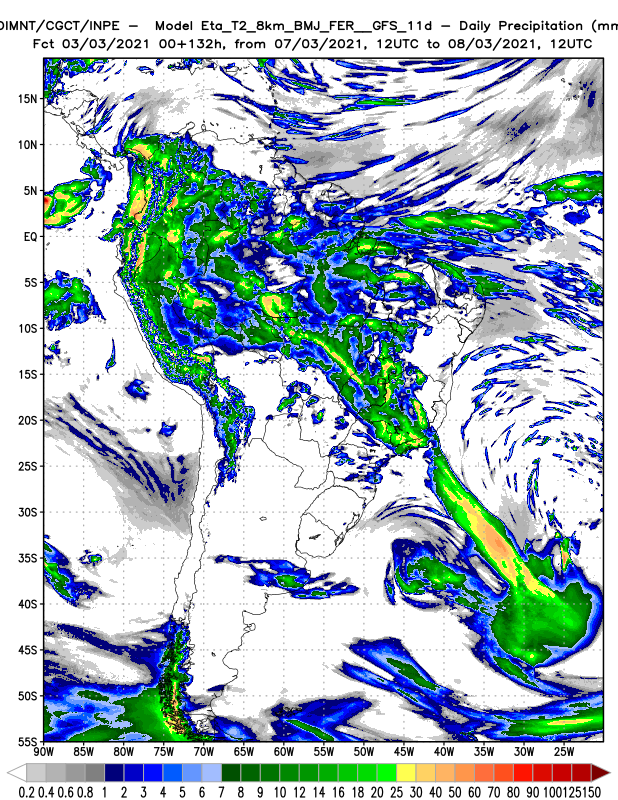 DIMNT/CGCT/INPE – Model Eta_T2_8km_BMJ_FER__GFS_11d – Daily Precipitation (mm
Fct 03/03/2021 00+132h, from 07/03/2021, 12UTC to 08/03/2021, 12UTC
15N
10N
5N
EQ
5S
10S
15S
20S
25S
30S
35S
40S
45S
50S
55S
90W 85W 80W 75W 70W 65W 60W 55W 50W 45W 40W 35W 30W 25W
0.2 0.4 0.6 0.8 1 2 3 4 5 6 7 8 9 10 12 14 16 18 20 25 30 40 50 60 70 80 90 100 125 150